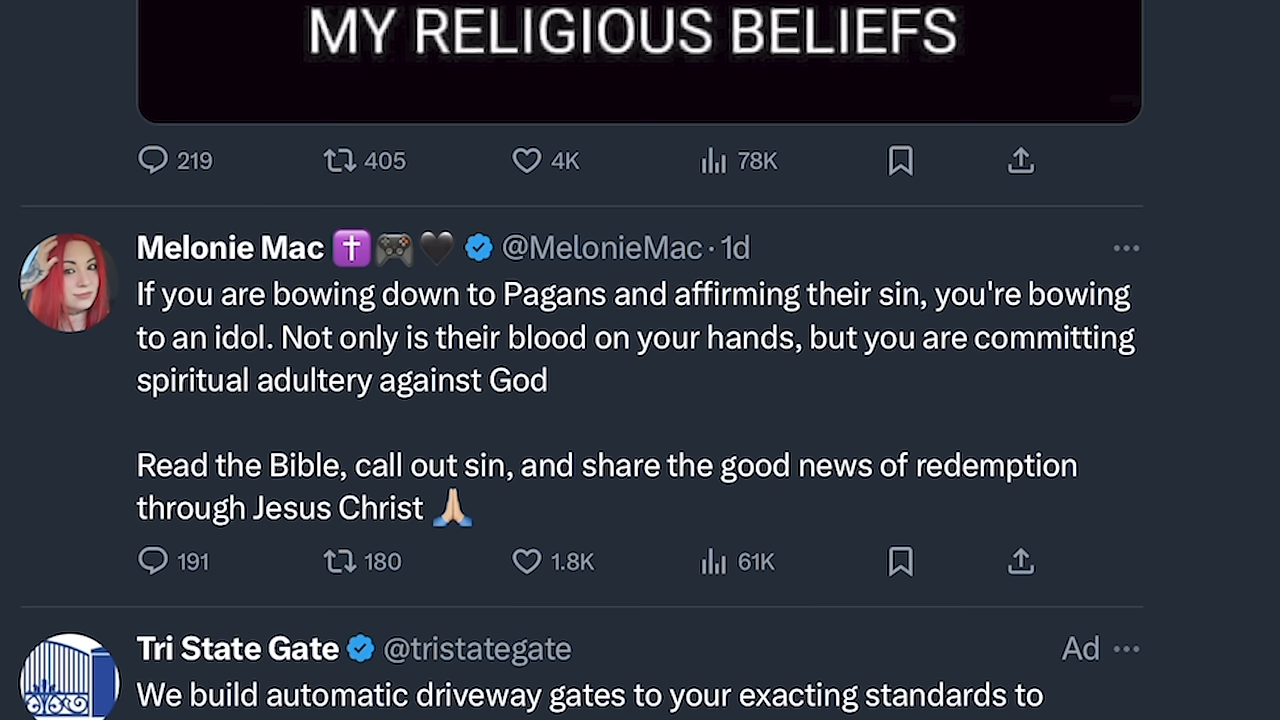 MY RELIGIOUS BELIEFS
219 405 4K 78K
Melonie Mac ✝️🎮🖤 @MelonieMac · 1d
If you are bowing down to Pagans and affirming their sin, you're bowing
to an idol. Not only is their blood on your hands, but you are committing
spiritual adultery against God
Read the Bible, call out sin, and share the good news of redemption
through Jesus Christ 🙏🏼
191 180 1.8K 61K
Tri State Gate @tristategate Ad
We build automatic driveway gates to your exacting standards to